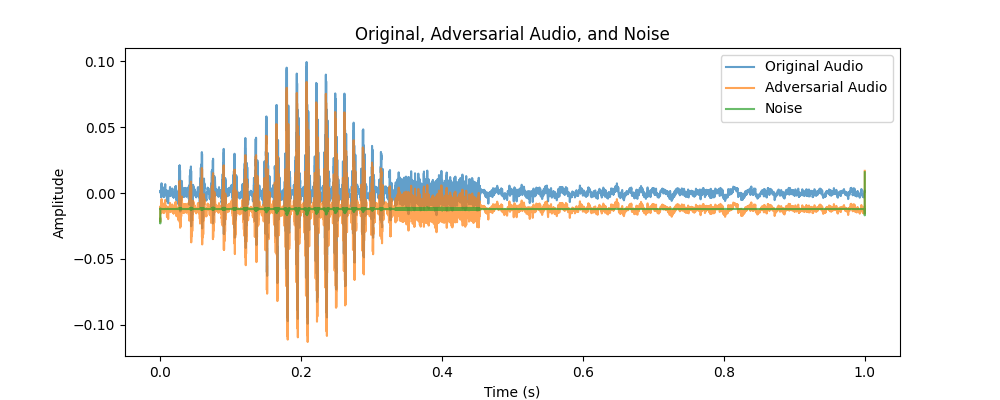 Original, Adversarial Audio, and Noise
Original Audio
Adversarial Audio
Noise
Amplitude
0.10
0.05
0.00
−0.05
−0.10
0.0 0.2 0.4 0.6 0.8 1.0
Time (s)